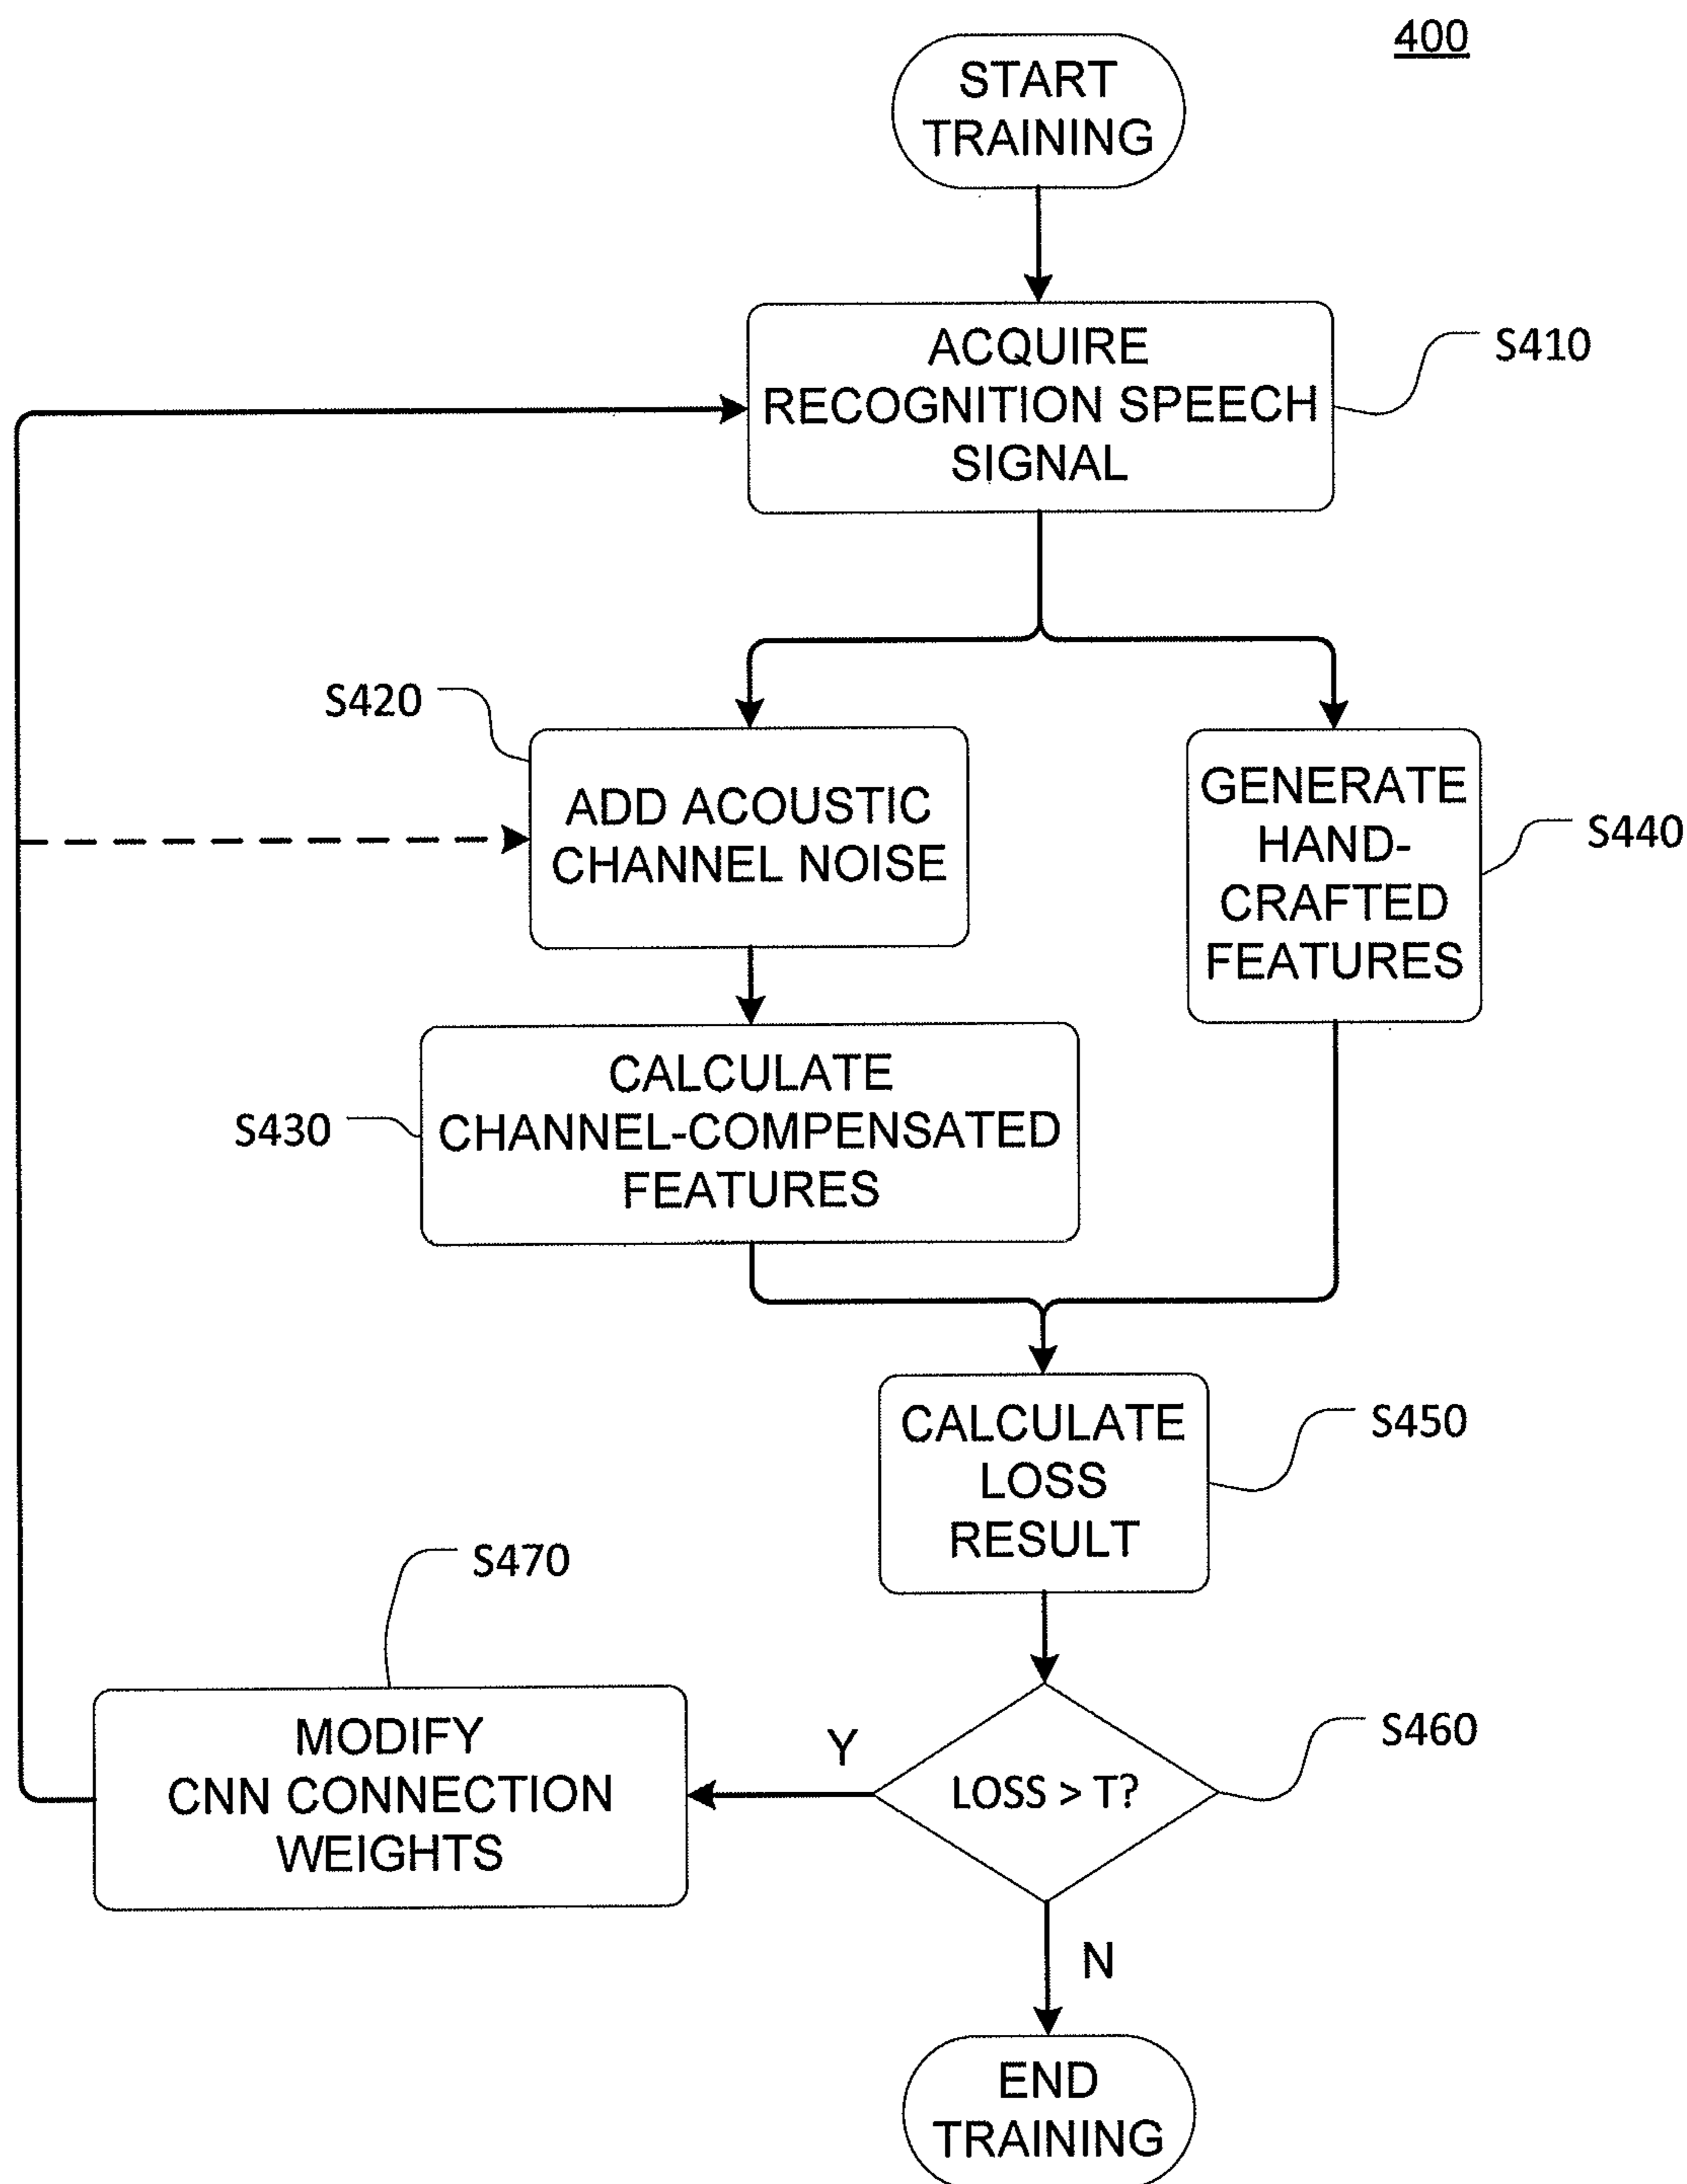 400
START
TRAINING
ACQUIRE
RECOGNITION SPEECH
SIGNAL
S410
S420
ADD ACOUSTIC
CHANNEL NOISE
GENERATE
HAND-
CRAFTED
FEATURES
S440
S430
CALCULATE
CHANNEL-COMPENSATED
FEATURES
CALCULATE
LOSS
RESULT
S450
S470
MODIFY
CNN CONNECTION
WEIGHTS
Y
LOSS > T?
S460
N
END
TRAINING